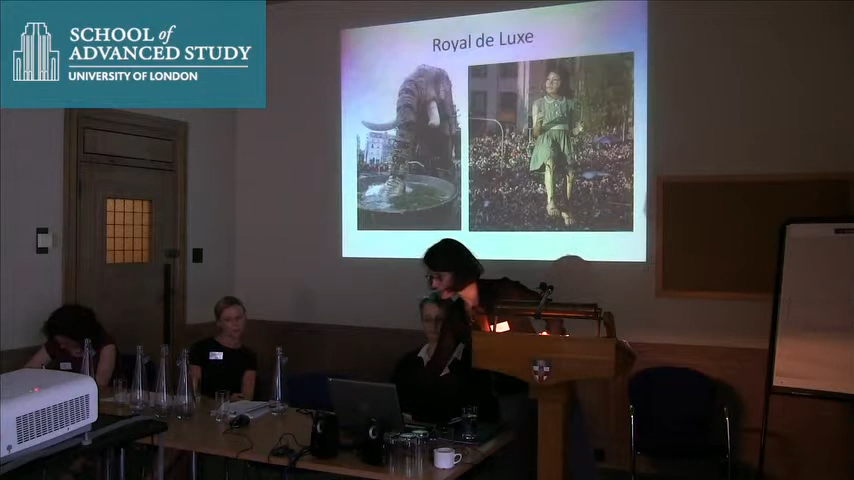 SCHOOL of
ADVANCED STUDY
UNIVERSITY OF LONDON
Royal de Luxe